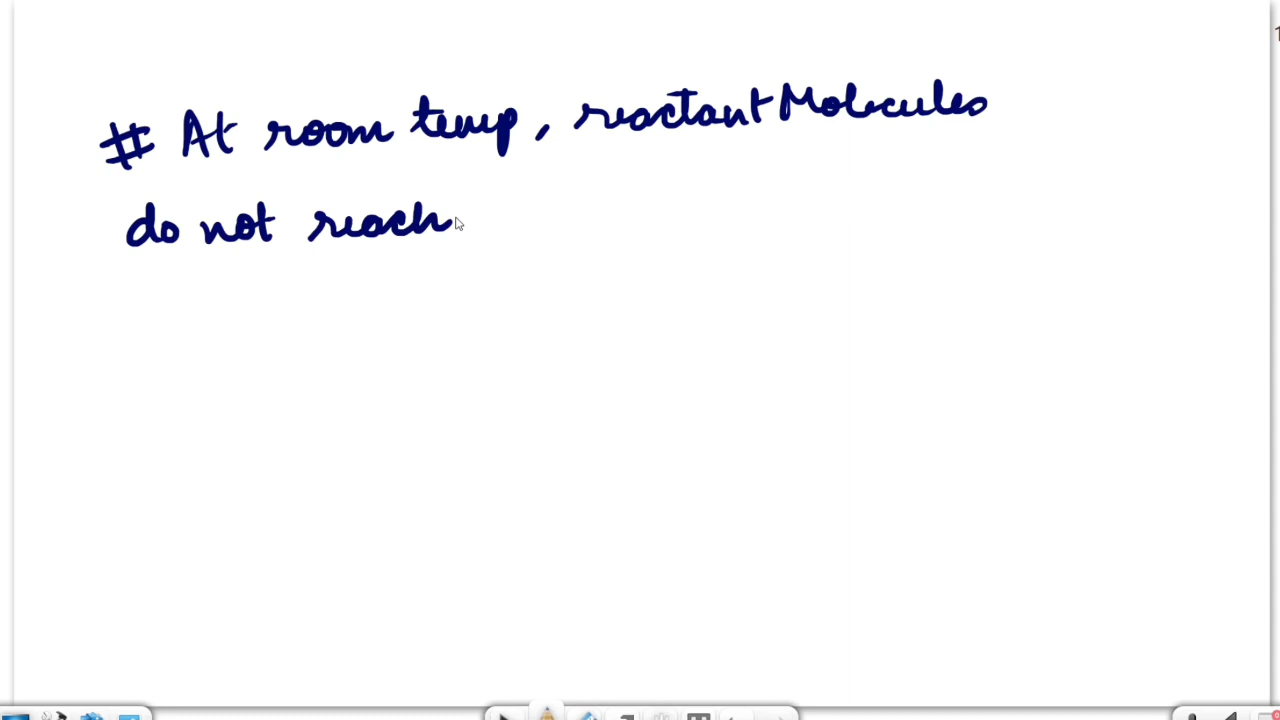 # At room temp, reactant Molecules
do not reach